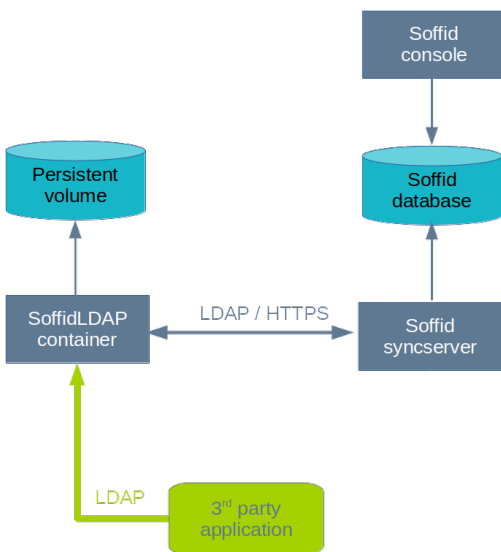 Soffid
console
Persistent
volume
Soffid
database
SoffidLDAP
container
LDAP / HTTPS
Soffid
syncserver
LDAP
3rd party
application